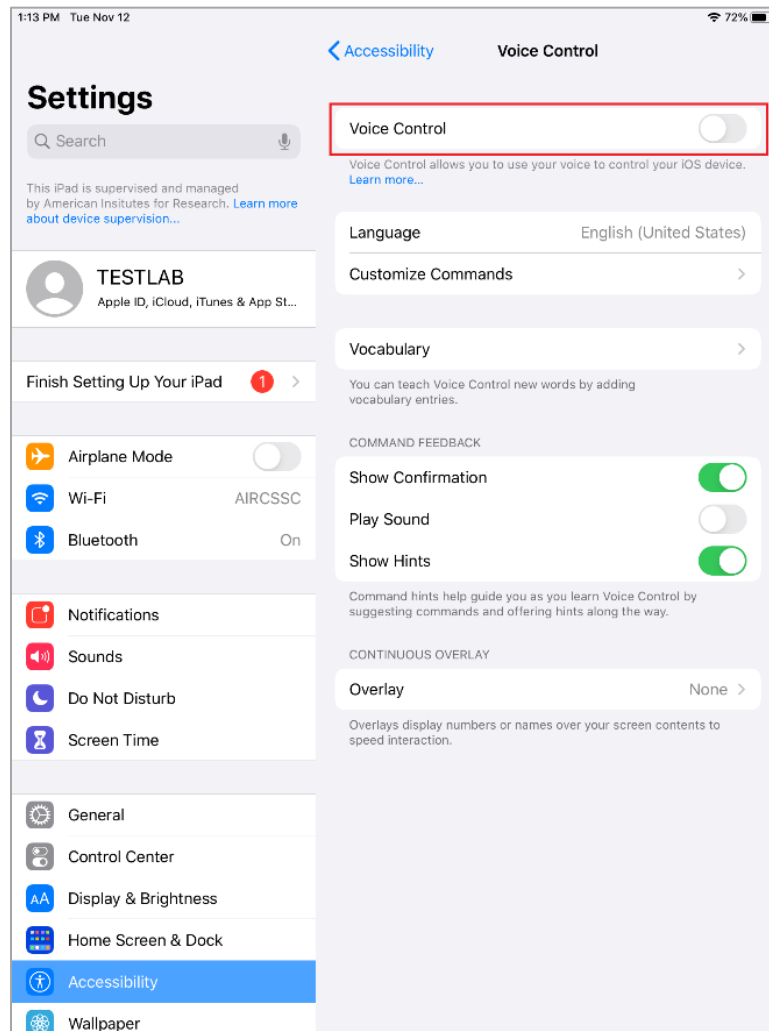 1:13 PM Tue Nov 12
72%
Settings
Search
This iPad is supervised and managed
by American Insitutes for Research. Learn more
about device supervision...
TESTLAB
Apple ID, iCloud, iTunes & App St...
Finish Setting Up Your iPad 1
Airplane Mode
Wi-Fi AIRCSSC
Bluetooth On
Notifications
Sounds
Do Not Disturb
Screen Time
General
Control Center
AA Display & Brightness
Home Screen & Dock
Accessibility
Wallpaper
Accessibility Voice Control
Voice Control
Voice Control allows you to use your voice to control your iOS device.
Learn more...
Language English (United States)
Customize Commands
Vocabulary
You can teach Voice Control new words by adding
vocabulary entries.
COMMAND FEEDBACK
Show Confirmation
Play Sound
Show Hints
Command hints help guide you as you learn Voice Control by
suggesting commands and offering hints along the way.
CONTINUOUS OVERLAY
Overlay None
Overlays display numbers or names over your screen contents to
speed interaction.